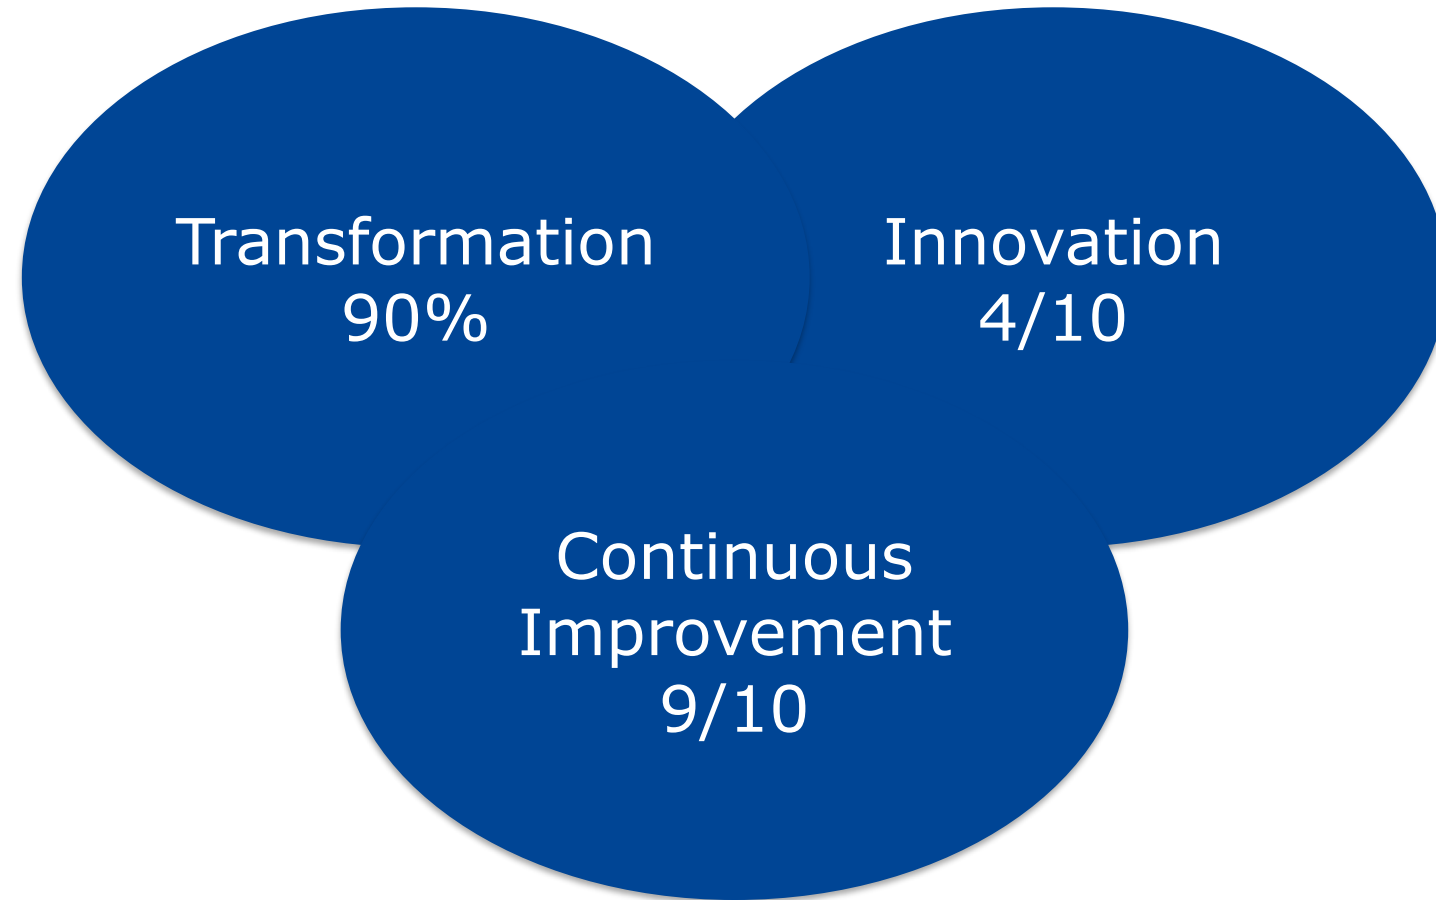 Transformation
90%
Innovation
4/10
Continuous
Improvement
9/10